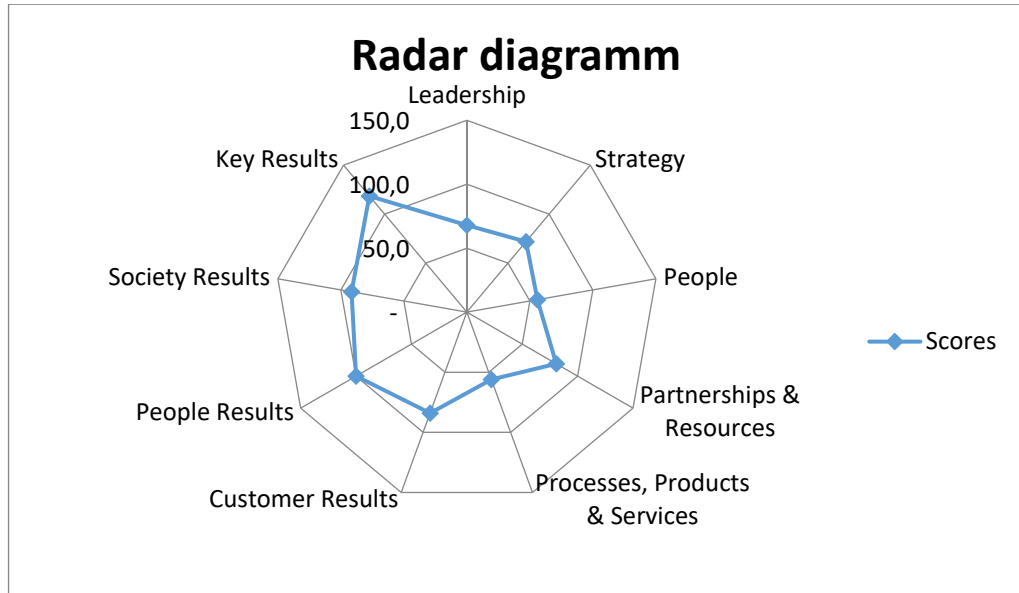 Radar diagramm
Leadership
150,0
Key Results
Strategy
100,0
50,0
Society Results
People
-
Scores
People Results
Partnerships &
Resources
Customer Results
Processes, Products
& Services